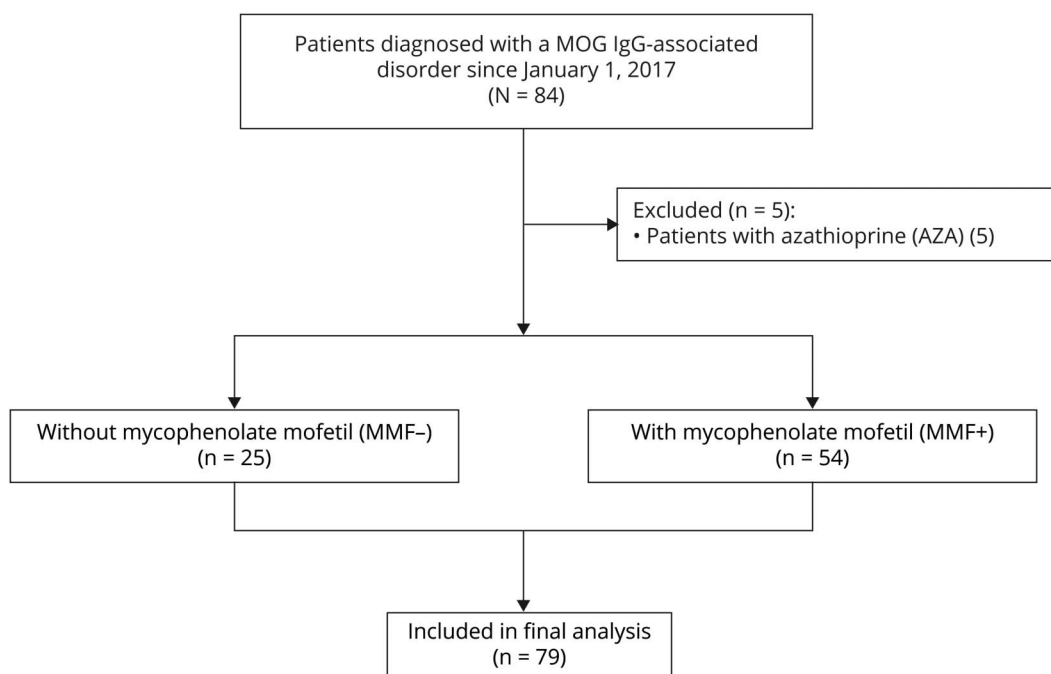 Patients diagnosed with a MOG IgG-associated
disorder since January 1, 2017
(N = 84)
Excluded (n = 5):
• Patients with azathioprine (AZA) (5)
Without mycophenolate mofetil (MMF–)
(n = 25)
With mycophenolate mofetil (MMF+)
(n = 54)
Included in final analysis
(n = 79)